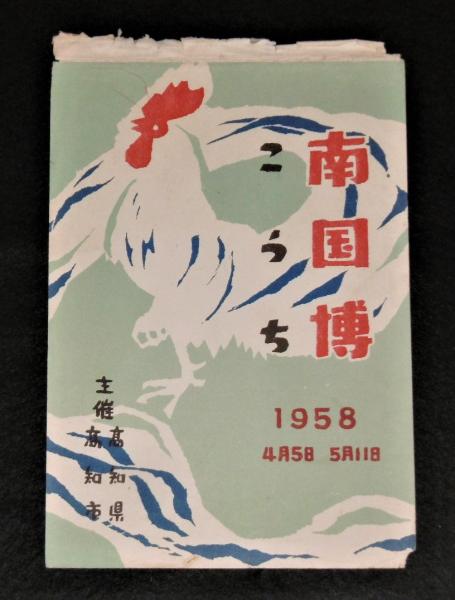 南国博
こうち
1958
4月5日 5月11日
主催
高知県
高知市